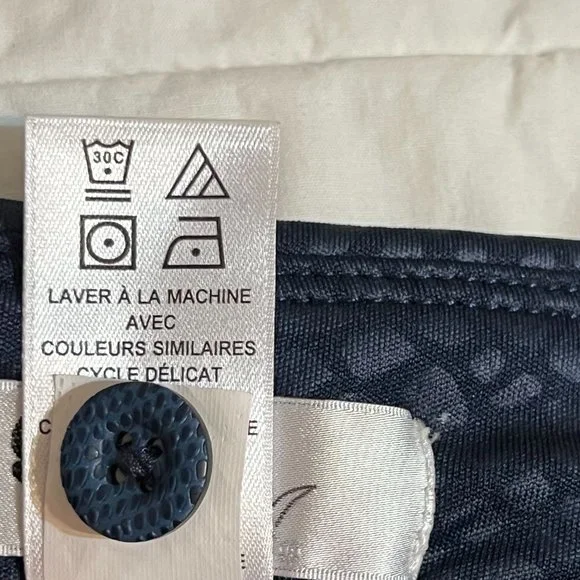 30C
LAVER À LA MACHINE
AVEC
COULEURS SIMILAIRES
CYCLE DÉLICAT